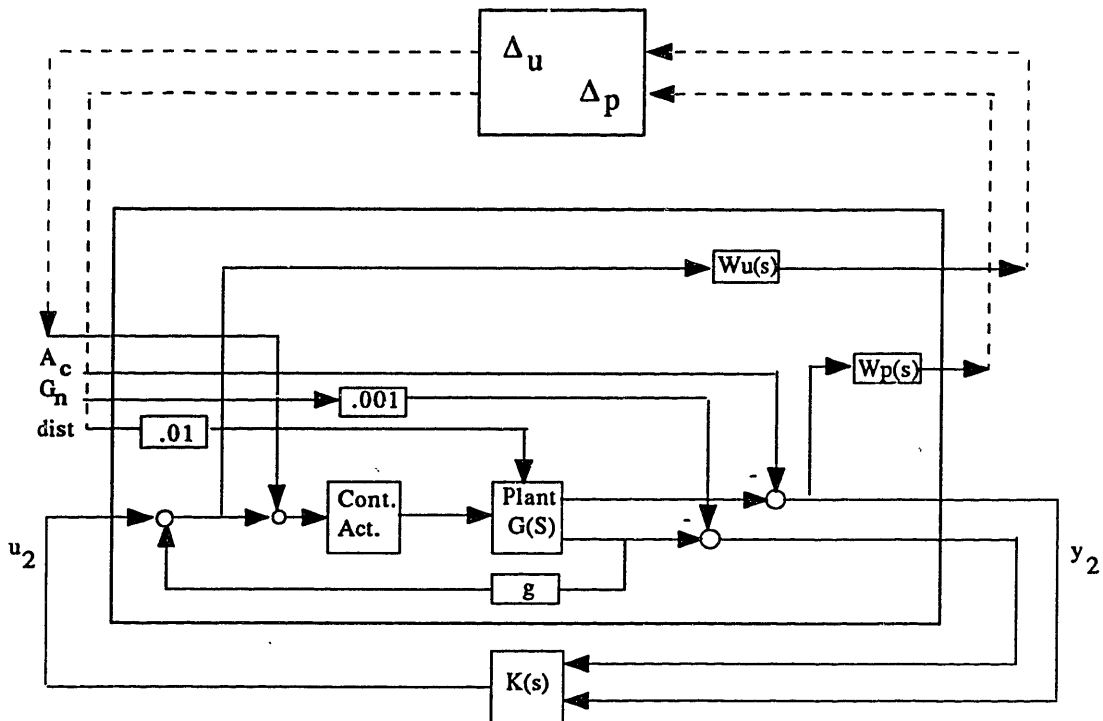 Δu
Δp
Wu(s)
Ac
Wp(s)
Gn
.001
dist
.01
-
Cont.
Act.
Plant
G(S)
-
u2
g
y2
K(s)